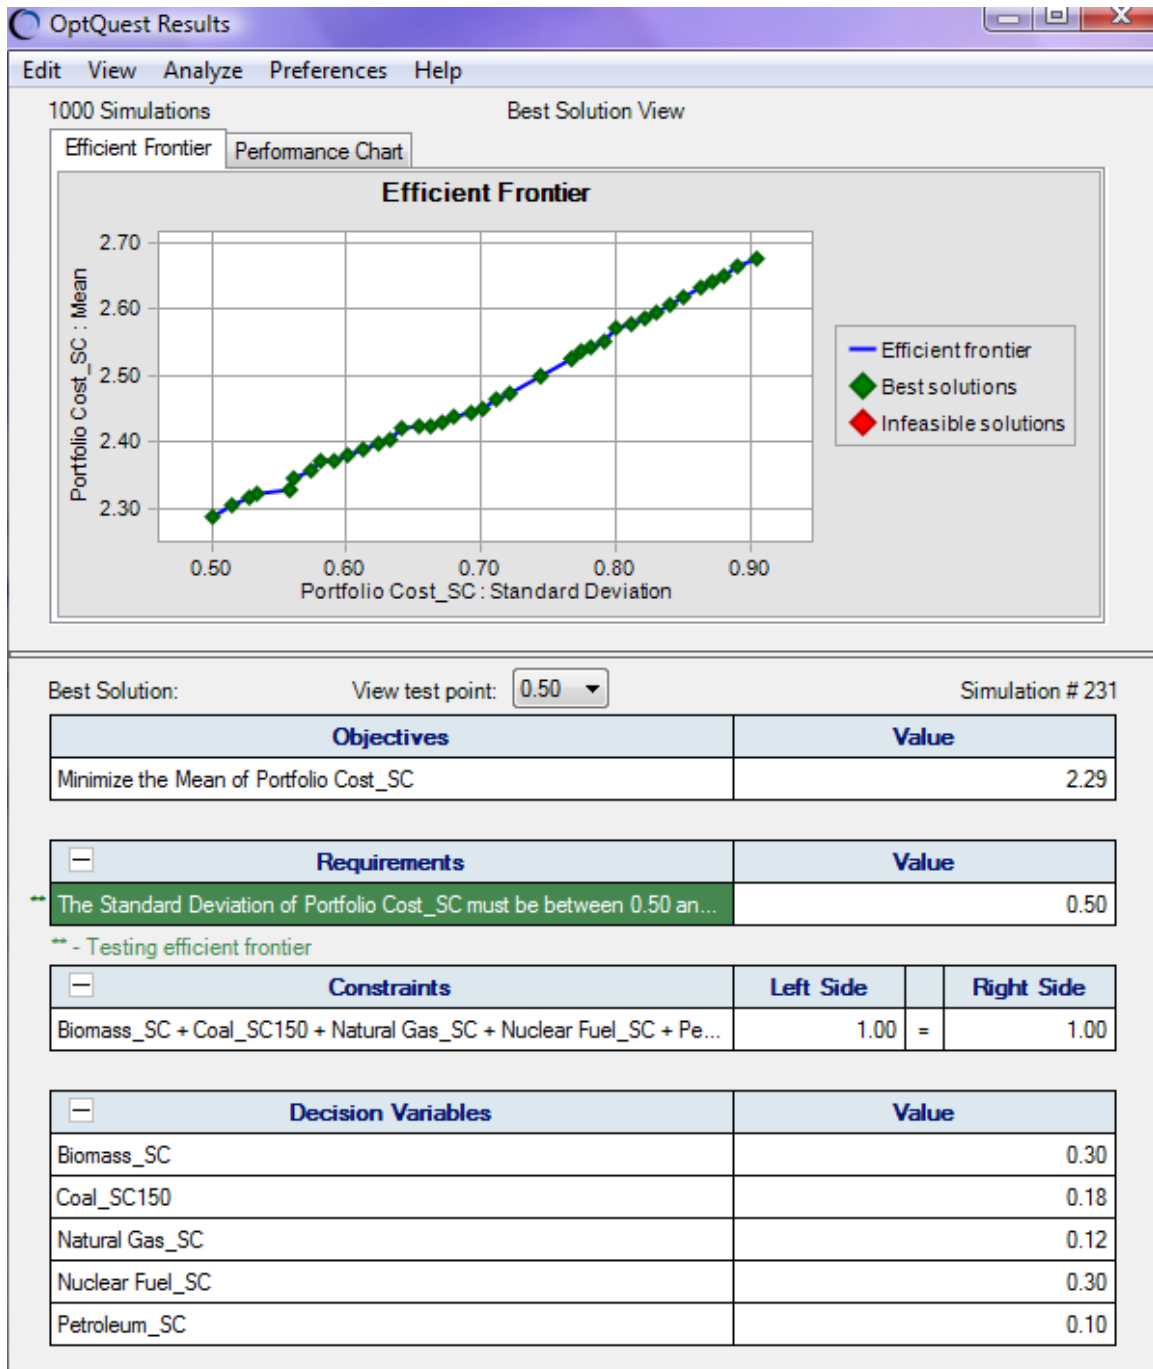 OptQuest Results
Edit View Analyze Preferences Help
1000 Simulations Best Solution View
Efficient Frontier Performance Chart
Efficient Frontier
Portfolio Cost_SC : Mean
2.70
2.60
2.50
2.40
2.30
0.50 0.60 0.70 0.80 0.90
Portfolio Cost_SC : Standard Deviation
Efficient frontier
Best solutions
Infeasible solutions
Best Solution: View test point: 0.50 Simulation # 231
Objectives Value
Minimize the Mean of Portfolio Cost_SC 2.29
Requirements Value
** The Standard Deviation of Portfolio Cost_SC must be between 0.50 an... 0.50
** - Testing efficient frontier
Constraints Left Side Right Side
Biomass_SC + Coal_SC150 + Natural Gas_SC + Nuclear Fuel_SC + Pe... 1.00 = 1.00
Decision Variables Value
Biomass_SC 0.30
Coal_SC150 0.18
Natural Gas_SC 0.12
Nuclear Fuel_SC 0.30
Petroleum_SC 0.10